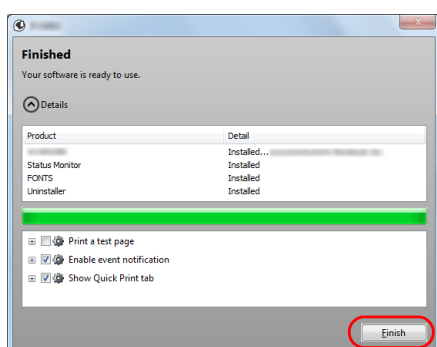 Finished
Your software is ready to use.
Details
Product Detail
Installed...
Status Monitor Installed
FONTS Installed
Uninstaller Installed
Print a test page
Enable event notification
Show Quick Print tab
Finish